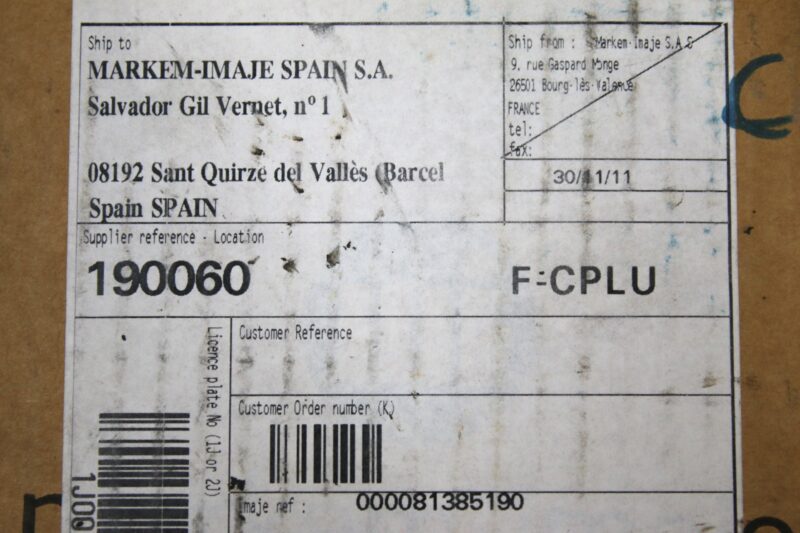 Ship to
MARKEM-IMAJE SPAIN S.A.
Salvador Gil Vernet, nº 1
08192 Sant Quirze del Vallès (Barcel
Spain SPAIN
Ship from : Markem-Imaje S.A.S
9, rue Gaspard Monge
26501 Bourg-lès-Valence
FRANCE
tel:
fax:
30/11/11
Supplier reference - Location
190060
F-CPLU
Licence plate No (1J or 2J)
1J00
Customer Reference
Customer Order number (K)
Imaje ref :
000081385190
C